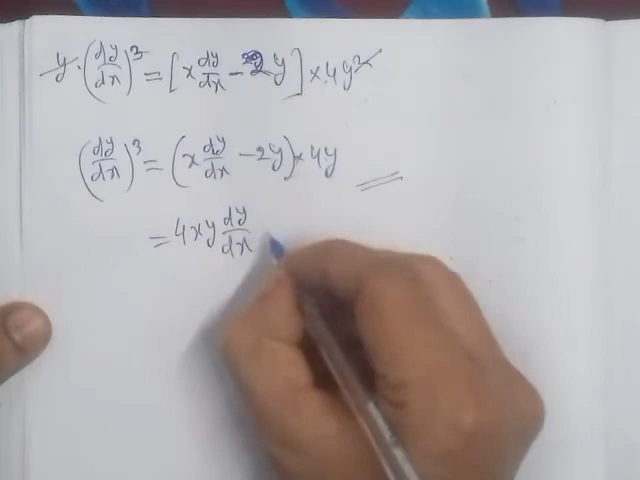 y·(dy/dx)³ = [x dy/dx - 2y] × 4y²
(dy/dx)³ = (x dy/dx - 2y) × 4y
= 4xy dy/dx